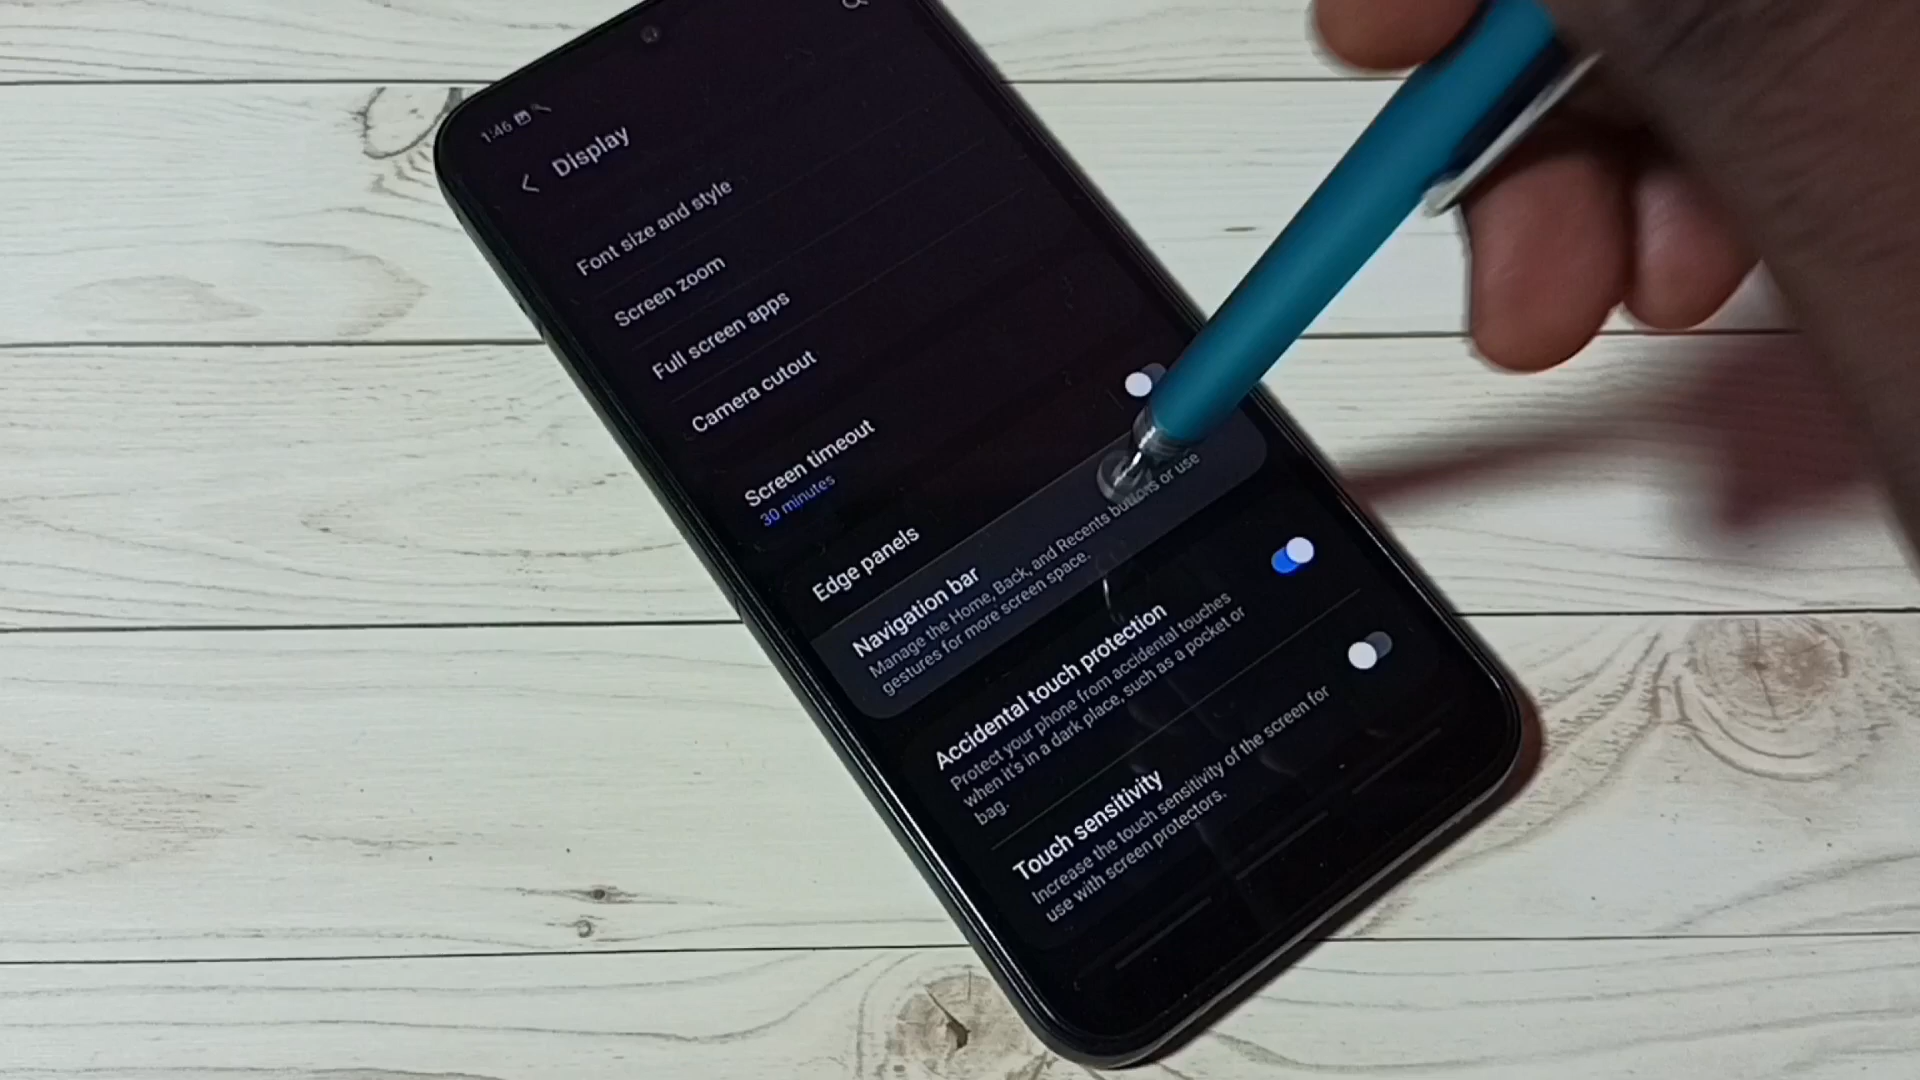 1:46
Display
Font size and style
Screen zoom
Full screen apps
Camera cutout
Screen timeout
30 minutes
Edge panels
Navigation bar
Manage the Home, Back, and Recents buttons or use
gestures for more screen space.
Accidental touch protection
Protect your phone from accidental touches
when it's in a dark place, such as a pocket or
bag.
Touch sensitivity
Increase the touch sensitivity of the screen for
use with screen protectors.